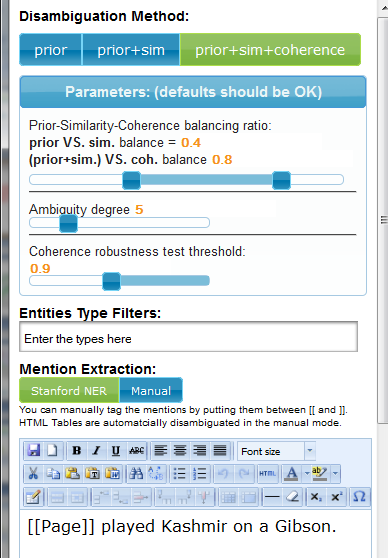 Disambiguation Method:
prior prior+sim prior+sim+coherence
Parameters: (defaults should be OK)
Prior-Similarity-Coherence balancing ratio:
prior VS. sim. balance = 0.4
(prior+sim.) VS. coh. balance 0.8
Ambiguity degree 5
Coherence robustness test threshold:
0.9
Entities Type Filters:
Enter the types here
Mention Extraction:
Stanford NER Manual
You can manually tag the mentions by putting them between [[ and ]].
HTML Tables are automatcially disambiguated in the manual mode.
B I U ABC Font size
HTML A ab
X₂ X² Ω
[[Page]] played Kashmir on a Gibson.